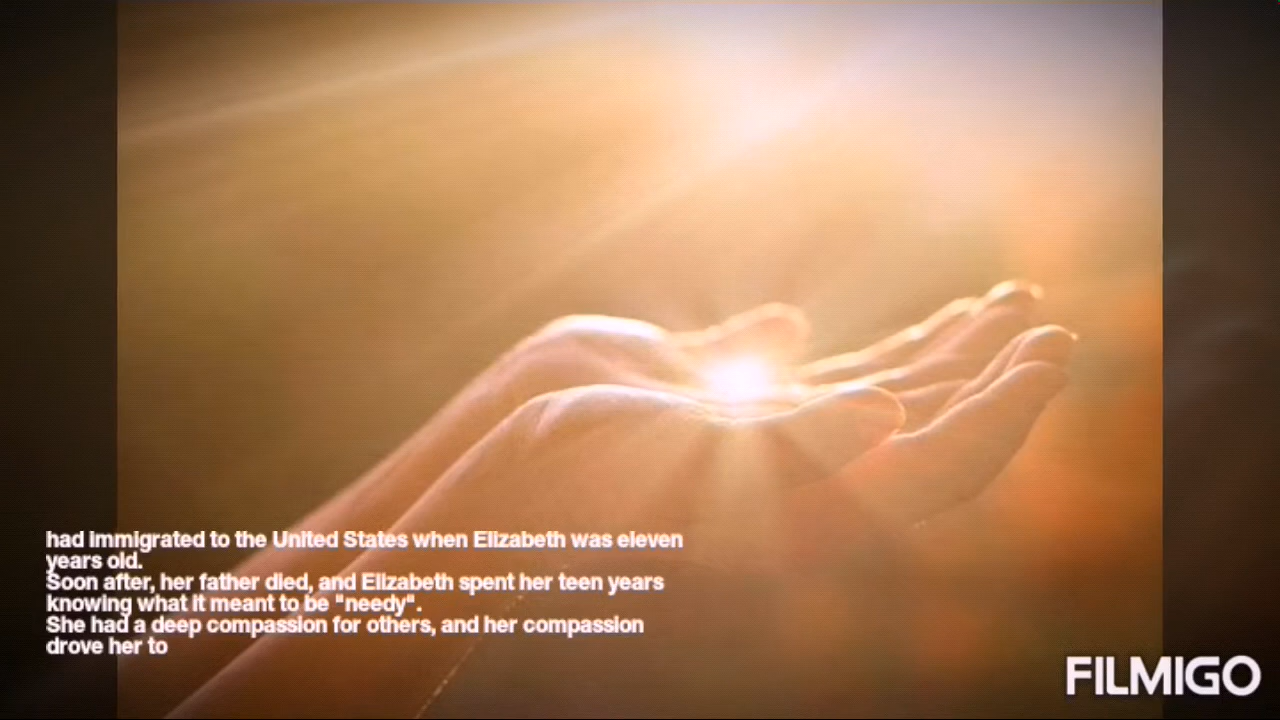 had immigrated to the United States when Elizabeth was eleven
years old.
Soon after, her father died, and Elizabeth spent her teen years
knowing what it meant to be "needy".
She had a deep compassion for others, and her compassion
drove her to
FILMIGO